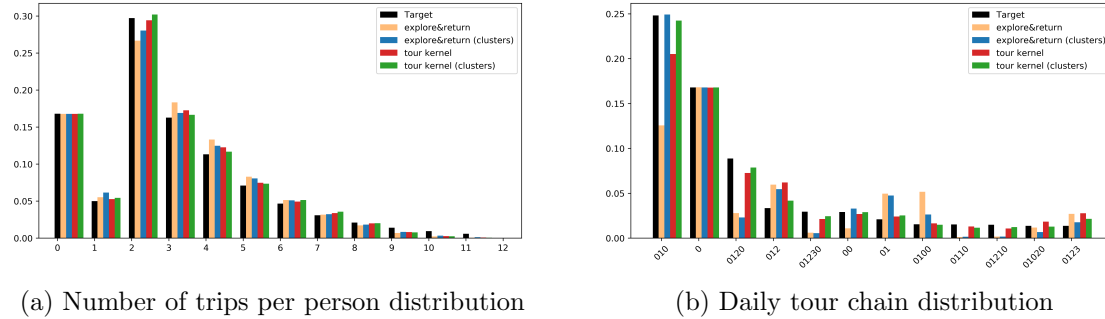 0.30
0.25
0.20
0.15
0.10
0.05
0.00
0 1 2 3 4 5 6 7 8 9 10 11 12
Target
explore&return
explore&return (clusters)
tour kernel
tour kernel (clusters)
(a) Number of trips per person distribution
0.25
0.20
0.15
0.10
0.05
0.00
010 0 0120 012 01230 00 01 0100 0110 01210 01020 0123
Target
explore&return
explore&return (clusters)
tour kernel
tour kernel (clusters)
(b) Daily tour chain distribution